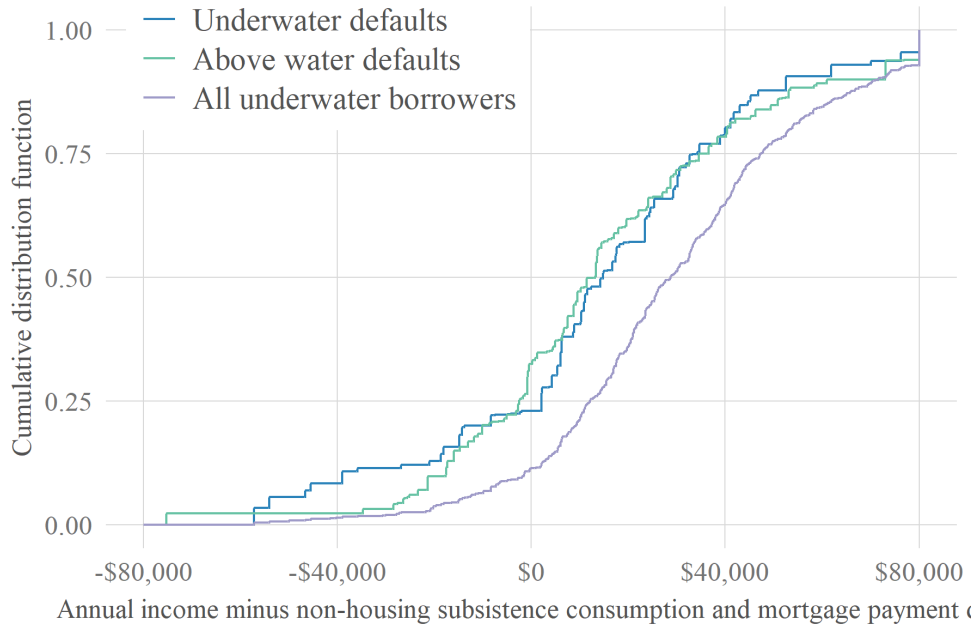 Underwater defaults
Above water defaults
All underwater borrowers
Cumulative distribution function
1.00
0.75
0.50
0.25
0.00
-$80,000
-$40,000
$0
$40,000
$80,000
Annual income minus non-housing subsistence consumption and mortgage payment